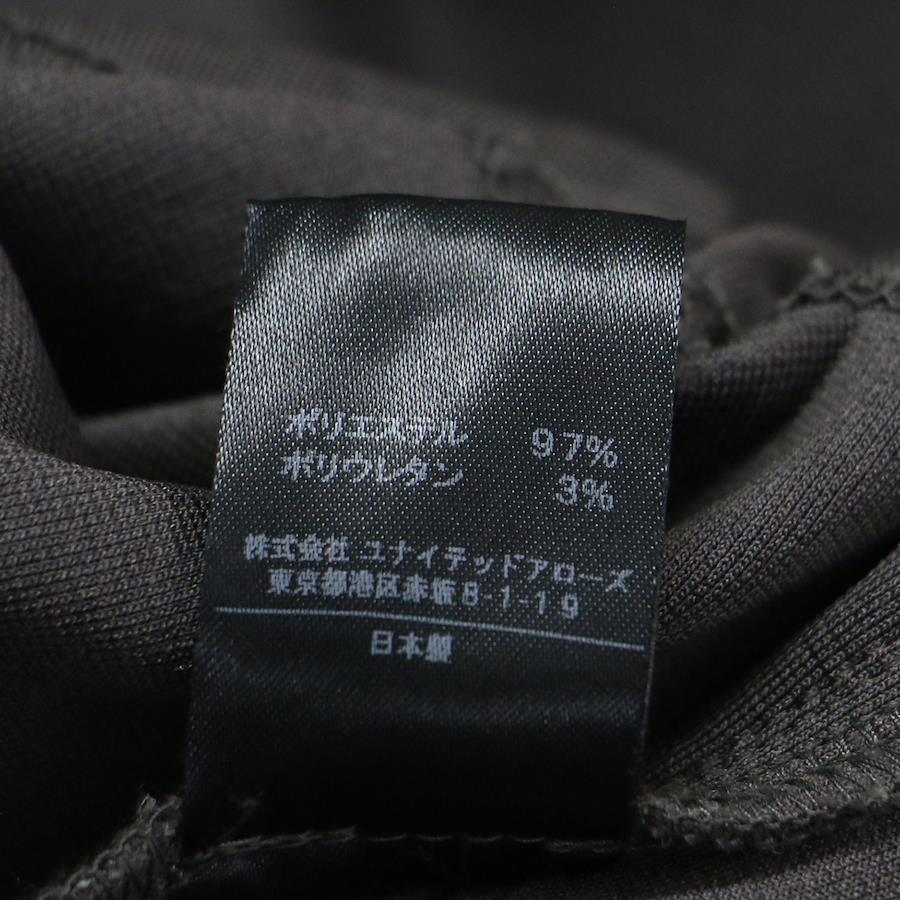 ポリエステル 97%
ポリウレタン 3%
株式会社 ユナイテッドアローズ
東京都港区赤坂8-1-19
日本製